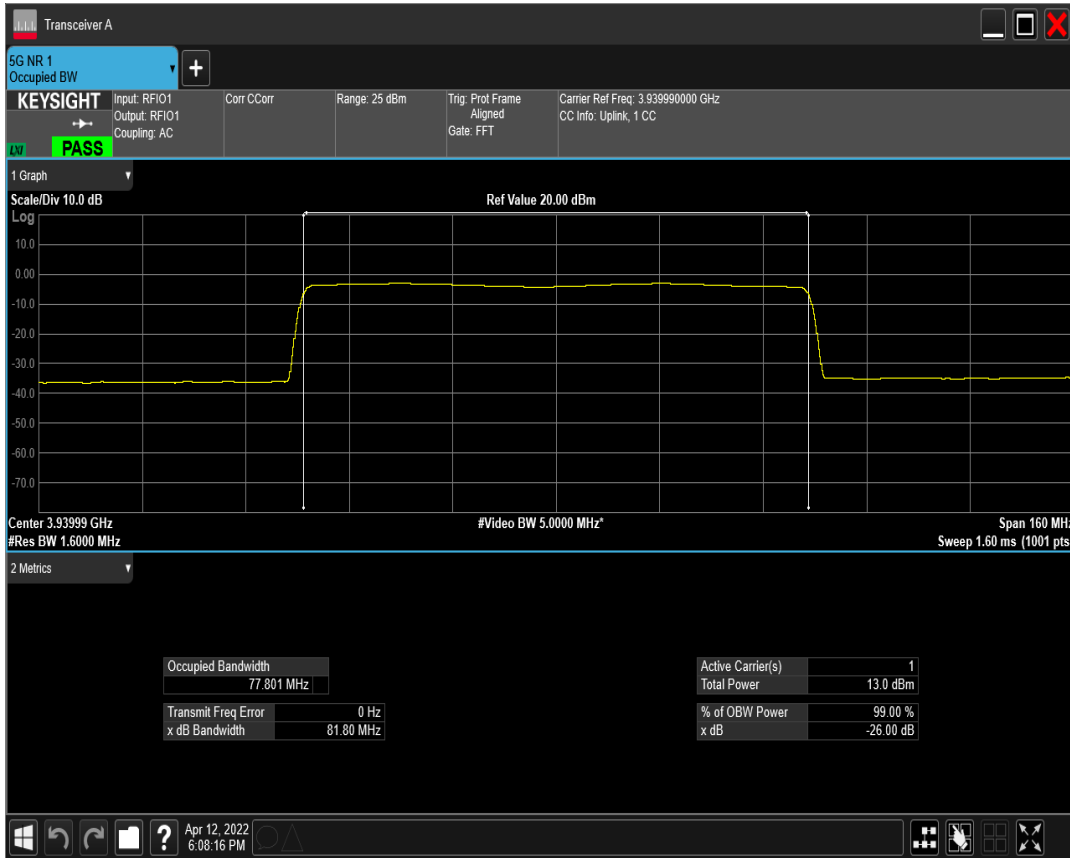 Transceiver A
5G NR 1
Occupied BW
+
KEYSIGHT
LXI
PASS
Input: RFIO1
Output: RFIO1
Coupling: AC
Corr CCorr
Range: 25 dBm
Trig: Prot Frame
Aligned
Gate: FFT
Carrier Ref Freq: 3.939990000 GHz
CC Info: Uplink, 1 CC
1 Graph
Scale/Div 10.0 dB
Ref Value 20.00 dBm
Log
10.0
0.00
-10.0
-20.0
-30.0
-40.0
-50.0
-60.0
-70.0
Center 3.93999 GHz
#Video BW 5.0000 MHz*
Span 160 MHz
#Res BW 1.6000 MHz
Sweep 1.60 ms (1001 pts
2 Metrics
Occupied Bandwidth
77.801 MHz
Transmit Freq Error 0 Hz
x dB Bandwidth 81.80 MHz
Active Carrier(s) 1
Total Power 13.0 dBm
% of OBW Power 99.00 %
x dB -26.00 dB
?
Apr 12, 2022
6:08:16 PM